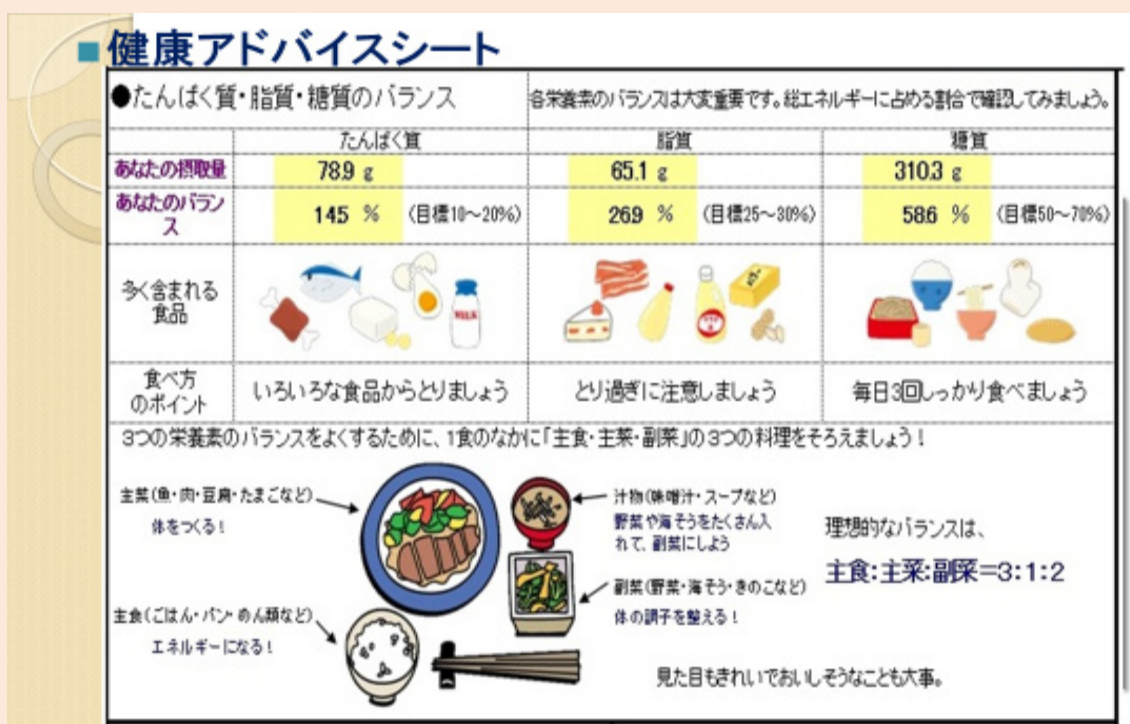 ■健康アドバイスシート
●たんぱく質・脂質・糖質のバランス
各栄養素のバランスは大変重要です。総エネルギーに占める割合で確認してみましょう。
たんぱく質 脂質 糖質
あなたの摂取量 78.9 g 65.1 g 310.3 g
あなたのバランス 14.5 % (目標10~20%) 26.9 % (目標25~30%) 58.6 % (目標50~70%)
多く含まれる
食品
MILK
食べ方
のポイント
いろいろな食品からとりましょう とり過ぎに注意しましょう 毎日3回しっかり食べましょう
3つの栄養素のバランスをよくするために、1食のなかに「主食・主菜・副菜」の3つの料理をそろえましょう!
主菜(魚・肉・豆腐・たまごなど)
体をつくる!
汁物(味噌汁・スープなど)
野菜や海そうをたくさん入
れて、副菜にしよう
理想的なバランスは、
主食:主菜:副菜=3:1:2
副菜(野菜・海そう・きのこなど)
体の調子を整える!
主食(ごはん・パン・めん類など)
エネルギーになる!
見た目もきれいでおいしそうなことも大事。